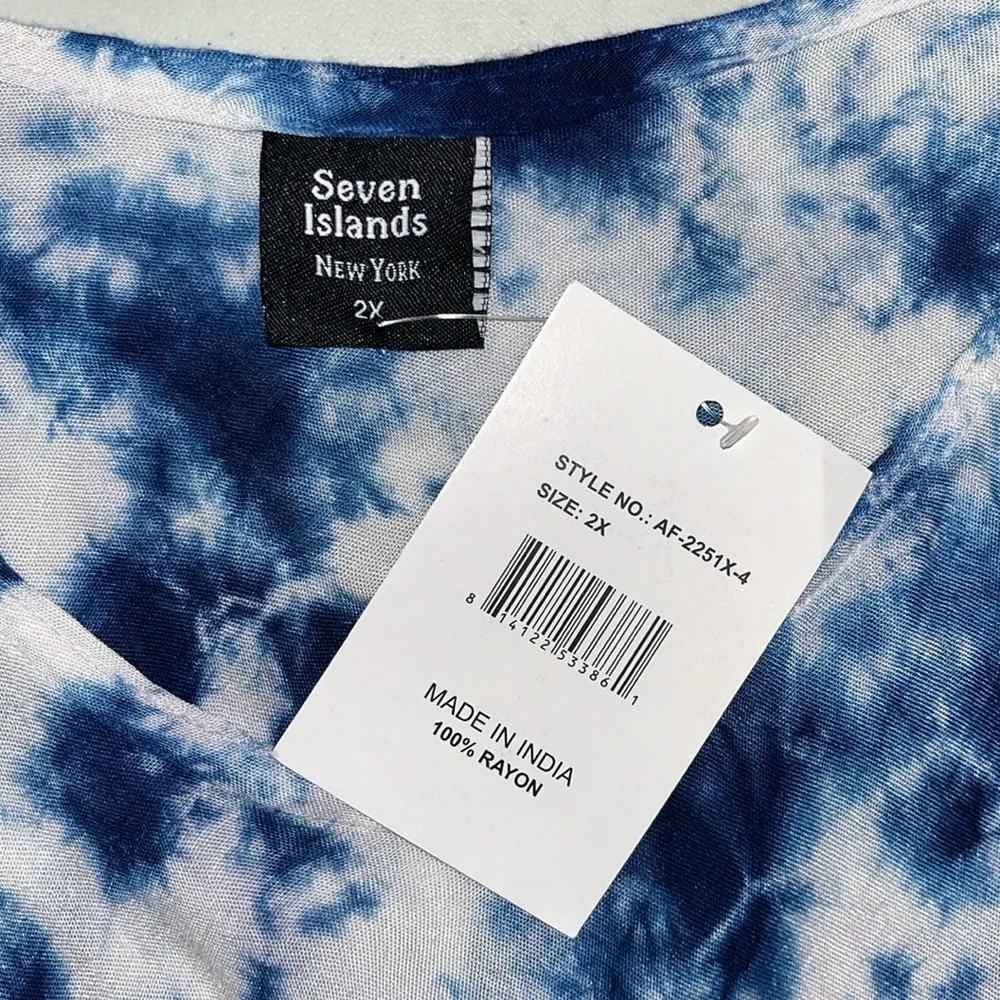 Seven
Islands
NEW YORK
2X
STYLE NO.: AF-2251X-4
SIZE: 2X
8 14122 53386 1
MADE IN INDIA
100% RAYON